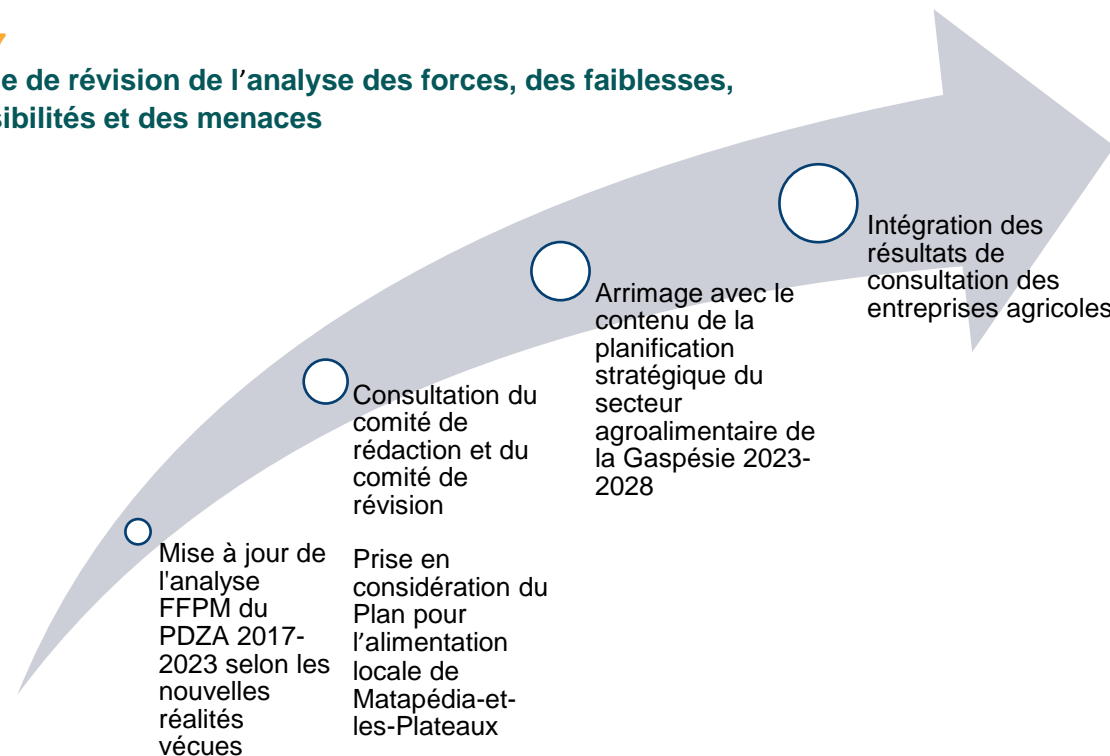 e de révision de l’analyse des forces, des faiblesses,
sibilités et des menaces
Mise à jour de
l'analyse
FFPM du
PDZA 2017-
2023 selon les
nouvelles
réalités
vécues
Consultation du
comité de
rédaction et du
comité de
révision
Prise en
considération du
Plan pour
l’alimentation
locale de
Matapédia-et-
les-Plateaux
Arrimage avec le
contenu de la
planification
stratégique du
secteur
agroalimentaire de
la Gaspésie 2023-
2028
Intégration des
résultats de
consultation des
entreprises agricoles